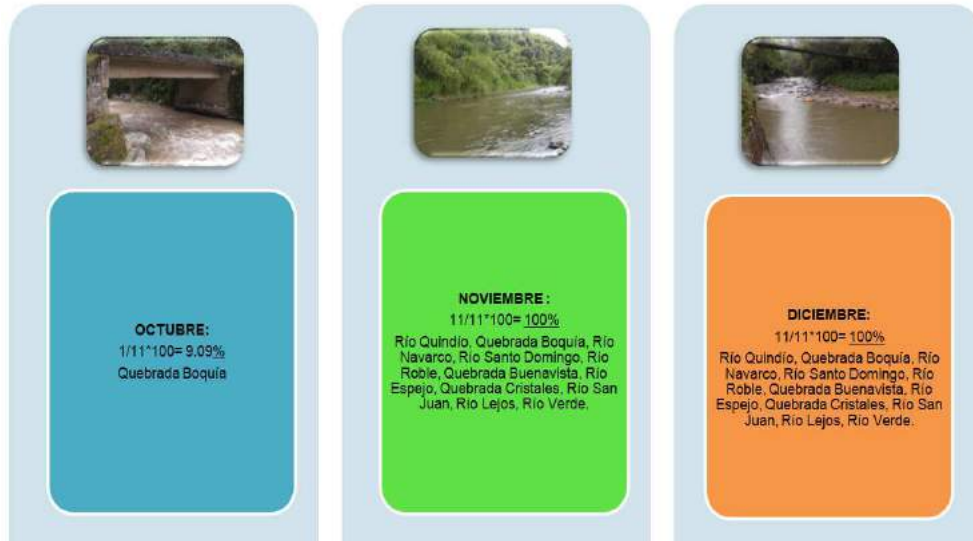 OCTUBRE:
1/11*100= 9.09%
Quebrada Boquía
NOVIEMBRE:
11/11*100= 100%
Río Quindío, Quebrada Boquía, Río
Navarco, Río Santo Domingo, Río
Roble, Quebrada Buenavista, Río
Espejo, Quebrada Cristales, Río San
Juan, Río Lejos, Río Verde.
DICIEMBRE:
11/11*100= 100%
Río Quindío, Quebrada Boquía, Río
Navarco, Río Santo Domingo, Río
Roble, Quebrada Buenavista, Río
Espejo, Quebrada Cristales, Río San
Juan, Río Lejos, Río Verde.